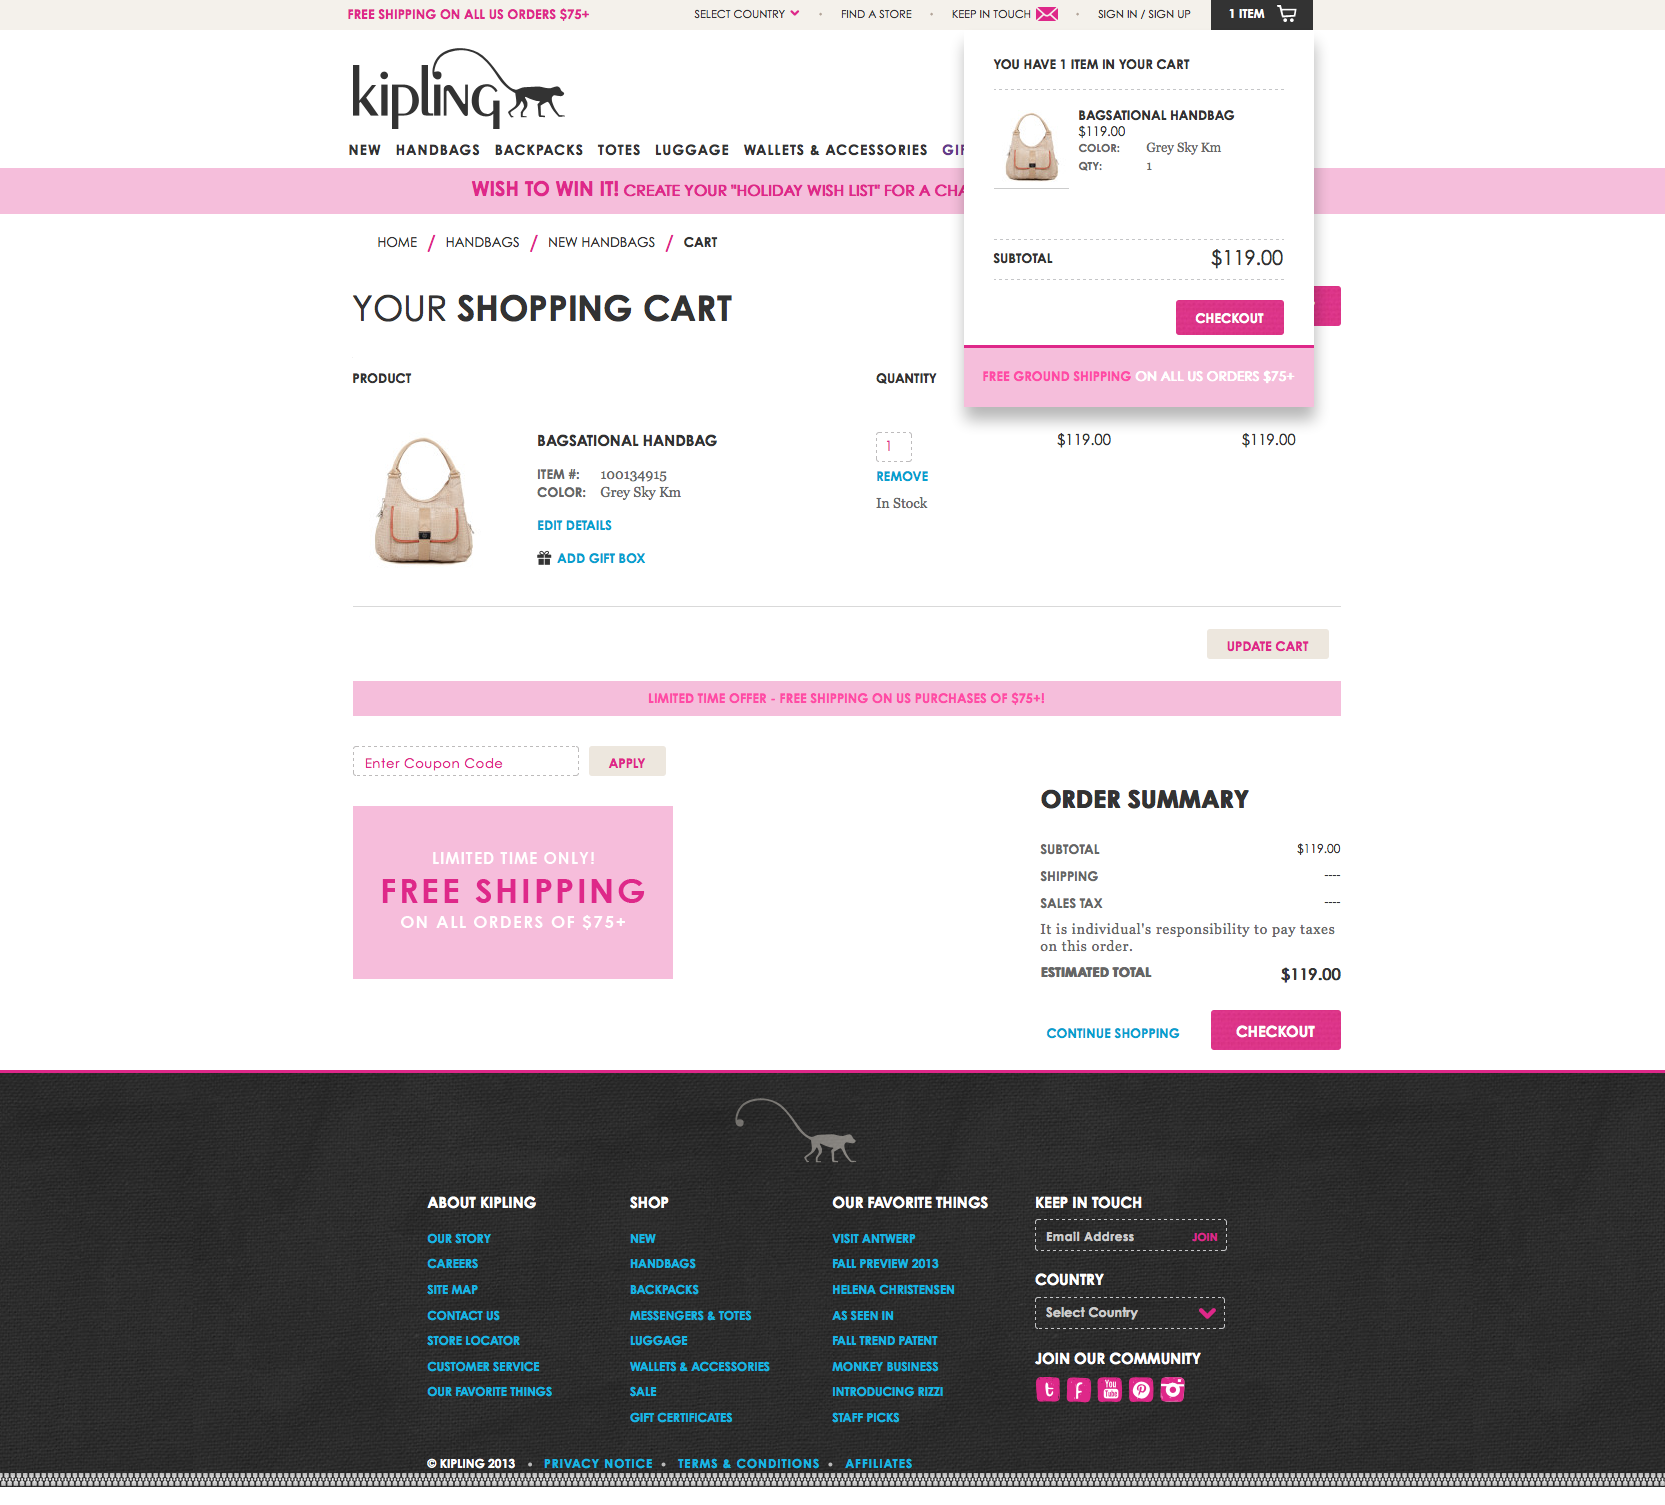 FREE SHIPPING ON ALL US ORDERS $75+
SELECT COUNTRY • FIND A STORE • KEEP IN TOUCH • SIGN IN / SIGN UP
1 ITEM
kipling
NEW HANDBAGS BACKPACKS TOTES LUGGAGE WALLETS & ACCESSORIES
WISH TO WIN IT! CREATE YOUR "HOLIDAY WISH LIST" FOR A
YOU HAVE 1 ITEM IN YOUR CART
BAGSATIONAL HANDBAG
$119.00
COLOR: Grey Sky Km
QTY: 1
SUBTOTAL $119.00
CHECKOUT
FREE GROUND SHIPPING ON ALL US ORDERS $75+
HOME / HANDBAGS / NEW HANDBAGS / CART
YOUR SHOPPING CART
PRODUCT QUANTITY
BAGSATIONAL HANDBAG 1 $119.00 $119.00
ITEM #: 100134915
COLOR: Grey Sky Km
REMOVE
In Stock
EDIT DETAILS
ADD GIFT BOX
UPDATE CART
LIMITED TIME OFFER - FREE SHIPPING ON US PURCHASES OF $75+!
Enter Coupon Code APPLY
LIMITED TIME ONLY!
FREE SHIPPING
ON ALL ORDERS OF $75+
ORDER SUMMARY
SUBTOTAL $119.00
SHIPPING ----
SALES TAX ----
It is individual's responsibility to pay taxes
on this order.
ESTIMATED TOTAL $119.00
CONTINUE SHOPPING CHECKOUT
ABOUT KIPLING
OUR STORY
CAREERS
SITE MAP
CONTACT US
STORE LOCATOR
CUSTOMER SERVICE
OUR FAVORITE THINGS
SHOP
NEW
HANDBAGS
BACKPACKS
MESSENGERS & TOTES
LUGGAGE
WALLETS & ACCESSORIES
SALE
GIFT CERTIFICATES
OUR FAVORITE THINGS
VISIT ANTWERP
FALL PREVIEW 2013
HELENA CHRISTENSEN
AS SEEN IN
FALL TREND PATENT
MONKEY BUSINESS
INTRODUCING RIZZI
STAFF PICKS
KEEP IN TOUCH
Email Address JOIN
COUNTRY
Select Country
JOIN OUR COMMUNITY
You Tube
© KIPLING 2013 • PRIVACY NOTICE • TERMS & CONDITIONS • AFFILIATES